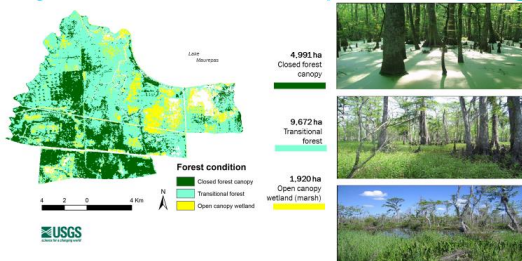 Lake
Maurepas
4,991 ha
Closed forest
canopy
9,672 ha
Transitional
forest
1,920 ha
Open canopy
wetland (marsh)
Forest condition
Closed forest canopy
Transitional forest
Open canopy wetland
N
4 2 0 4 Km
USGS
science for a changing world